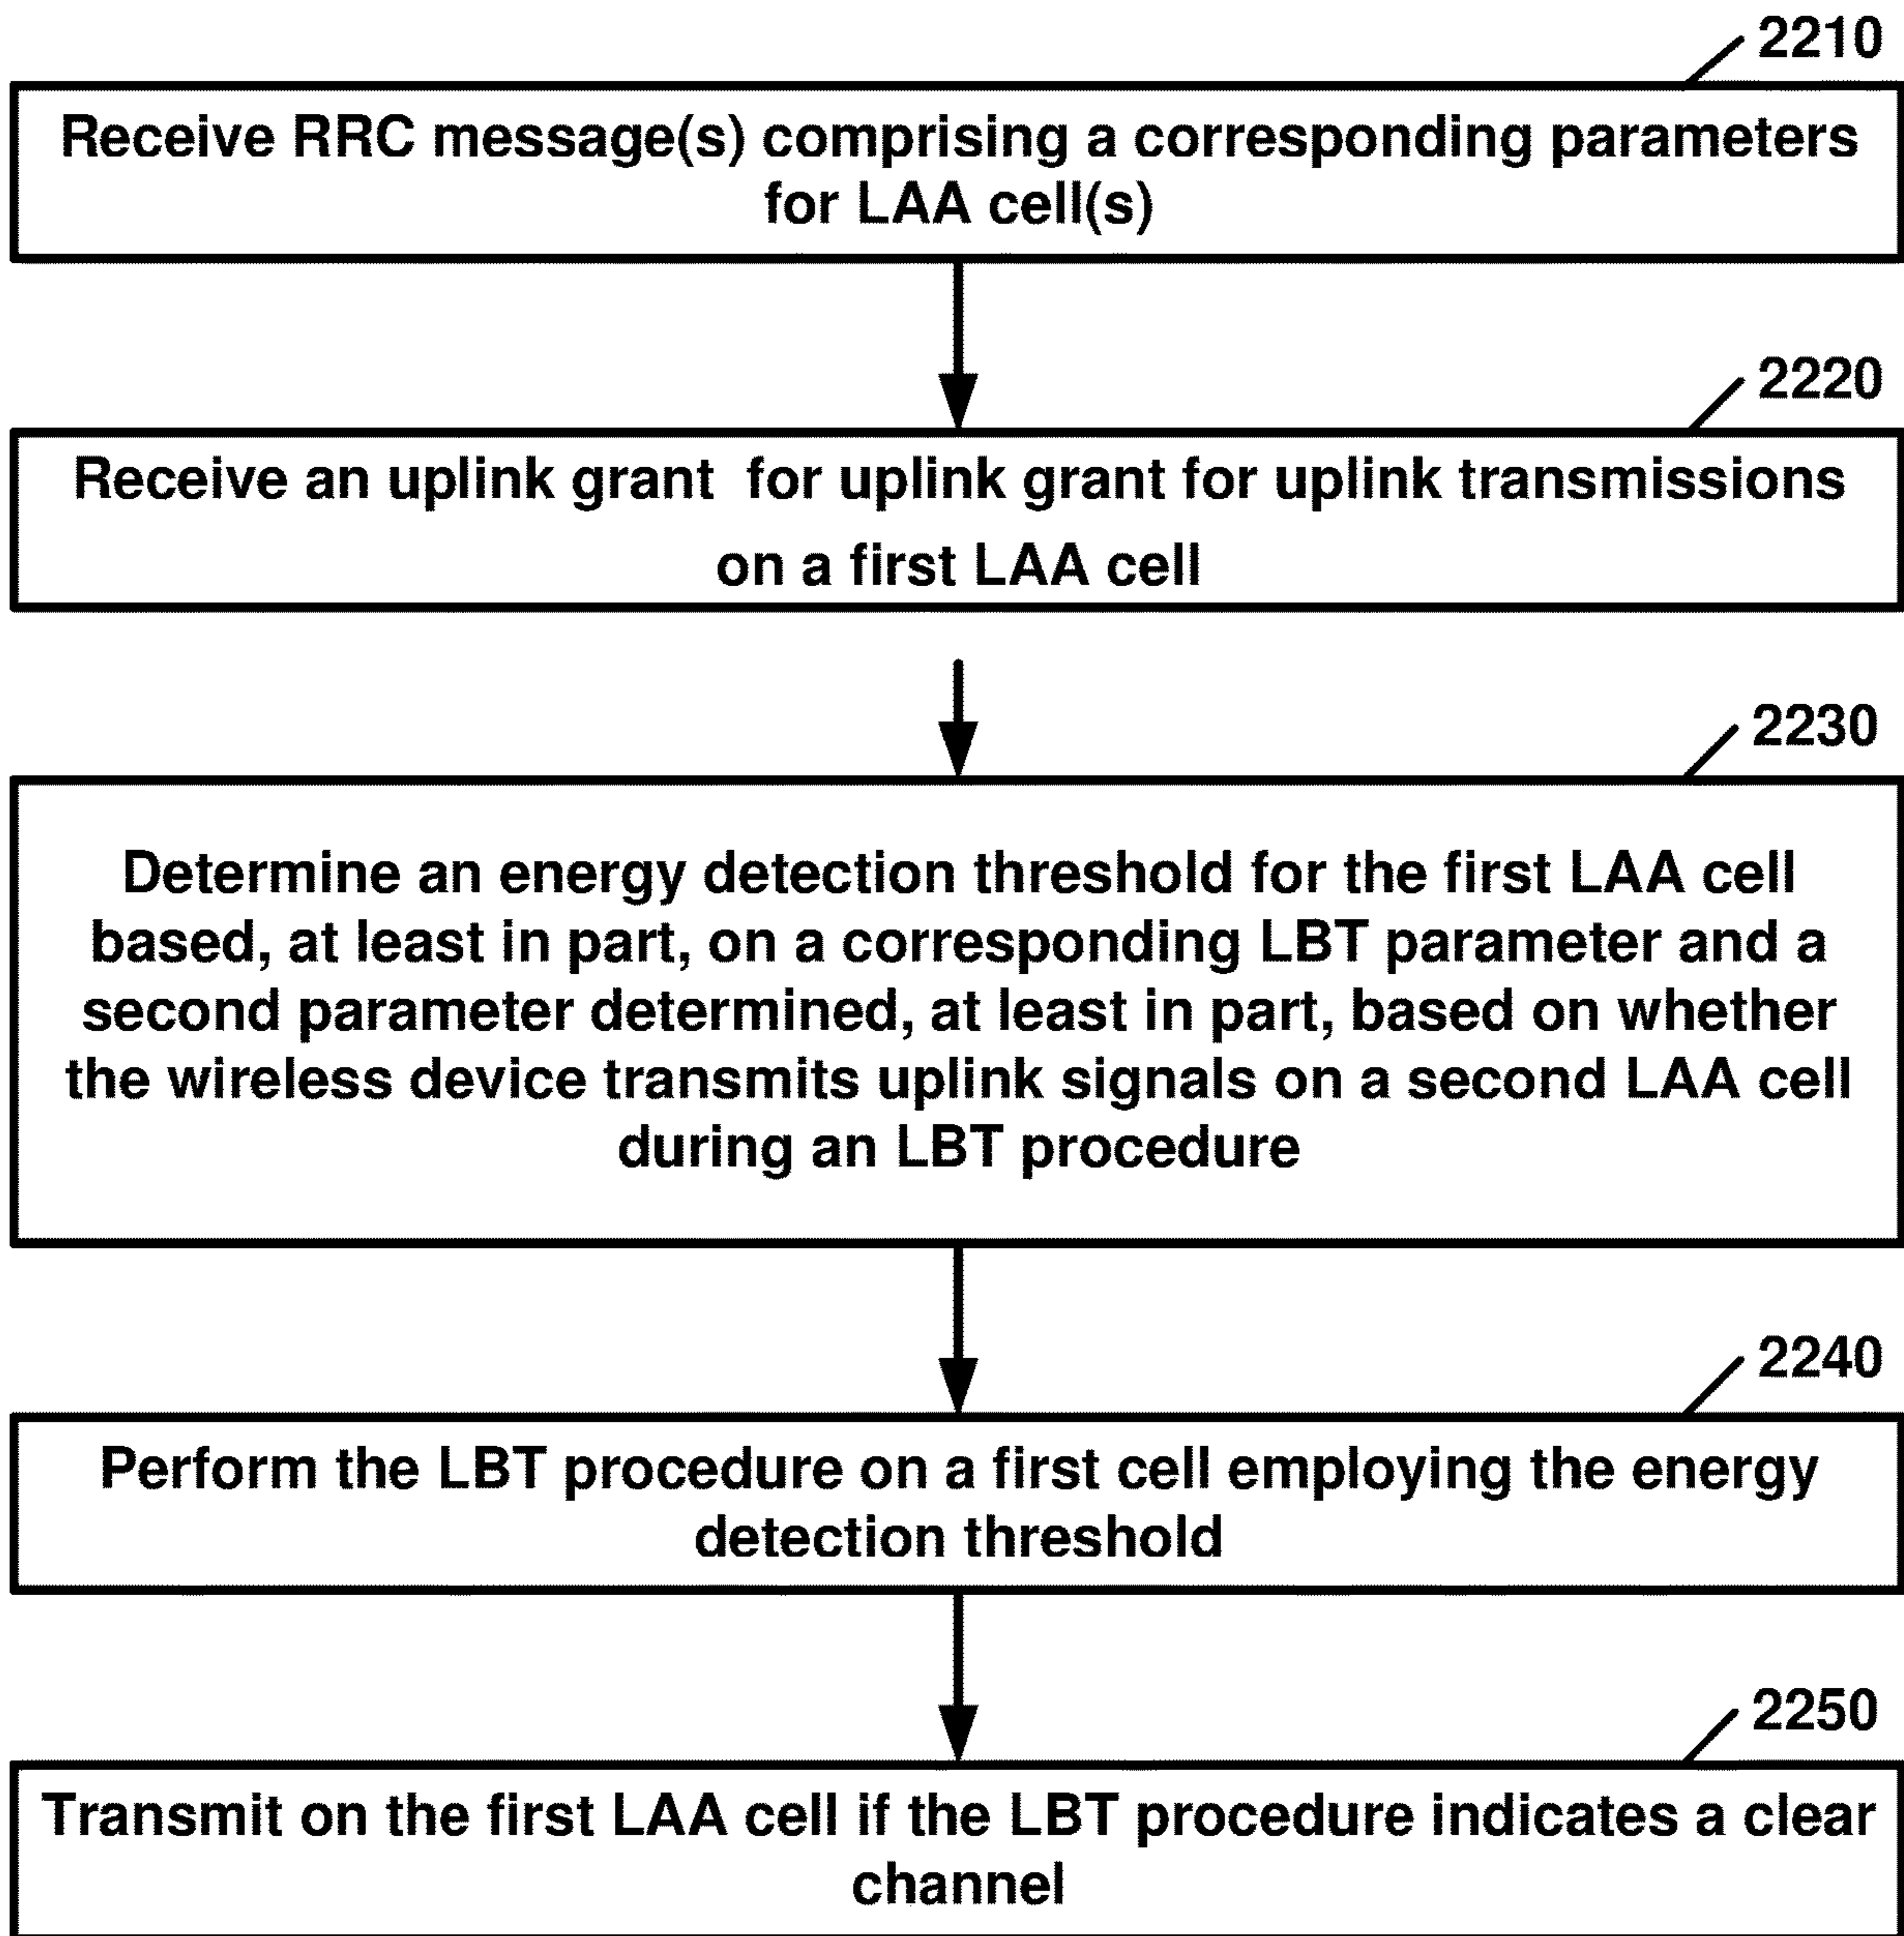 2210
Receive RRC message(s) comprising a corresponding parameters
for LAA cell(s)
2220
Receive an uplink grant  for uplink grant for uplink transmissions
on a first LAA cell
2230
Determine an energy detection threshold for the first LAA cell
based, at least in part, on a corresponding LBT parameter and a
second parameter determined, at least in part, based on whether
the wireless device transmits uplink signals on a second LAA cell
during an LBT procedure
2240
Perform the LBT procedure on a first cell employing the energy
detection threshold
2250
Transmit on the first LAA cell if the LBT procedure indicates a clear
channel